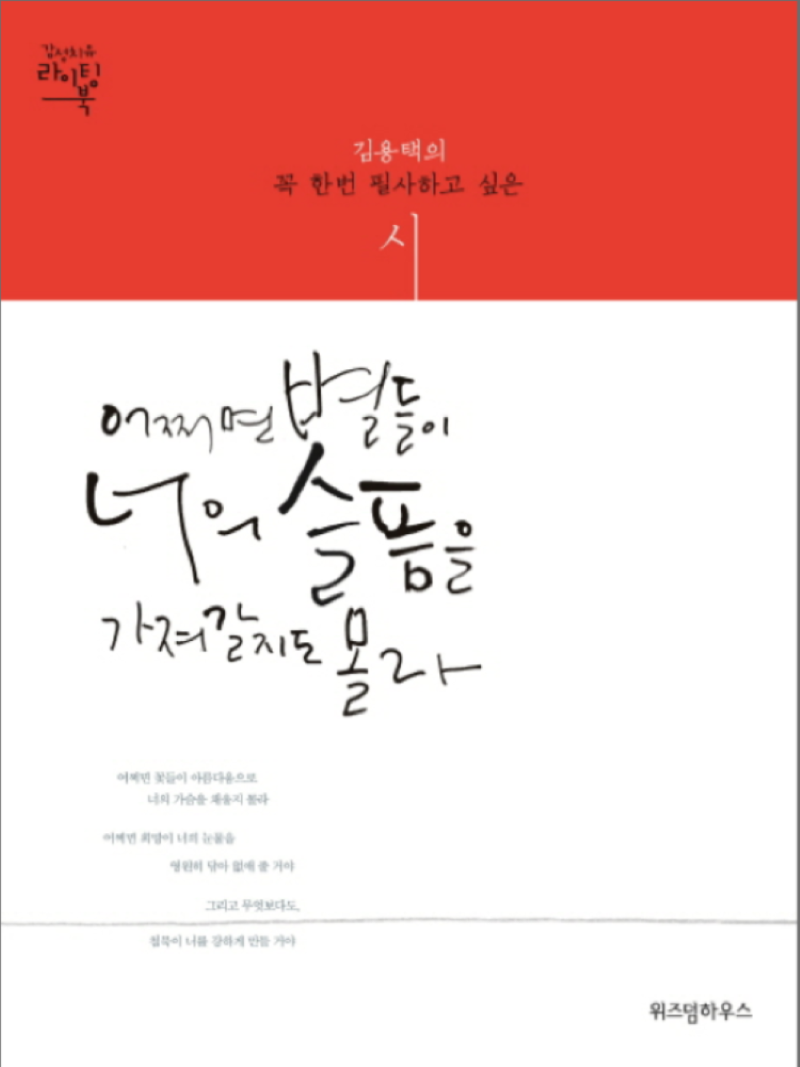 감성치유
라이팅
북
김용택의
꼭 한번 필사하고 싶은
시
어쩌면 별들이
너의 슬픔을
가져갈지도 몰라
어쩌면 꽃들이 아름다움으로
너의 가슴을 채울지 몰라
어쩌면 희망이 너의 눈물을
영원히 닦아 없애 줄 거야
그리고 무엇보다도,
침묵이 너를 강하게 만들 거야
위즈덤하우스